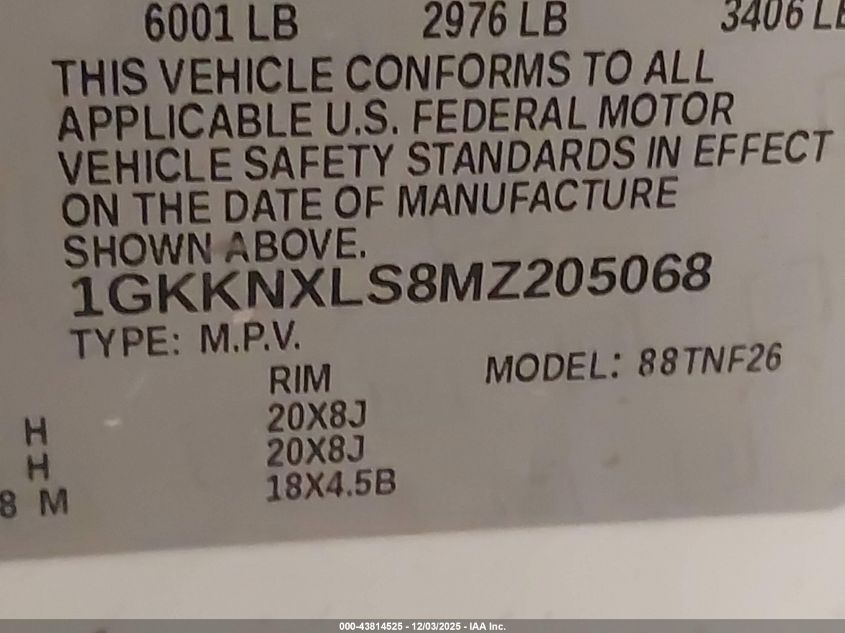 6001 LB 2976 LB 3406 LB
THIS VEHICLE CONFORMS TO ALL
APPLICABLE U.S. FEDERAL MOTOR
VEHICLE SAFETY STANDARDS IN EFFECT
ON THE DATE OF MANUFACTURE
SHOWN ABOVE.
1GKKNXLS8MZ205068
TYPE: M.P.V.
MODEL: 88TNF26
RIM
H 20X8J
H 20X8J
8 M 18X4.5B
000-43814525 - 12/03/2025 - IAA Inc.